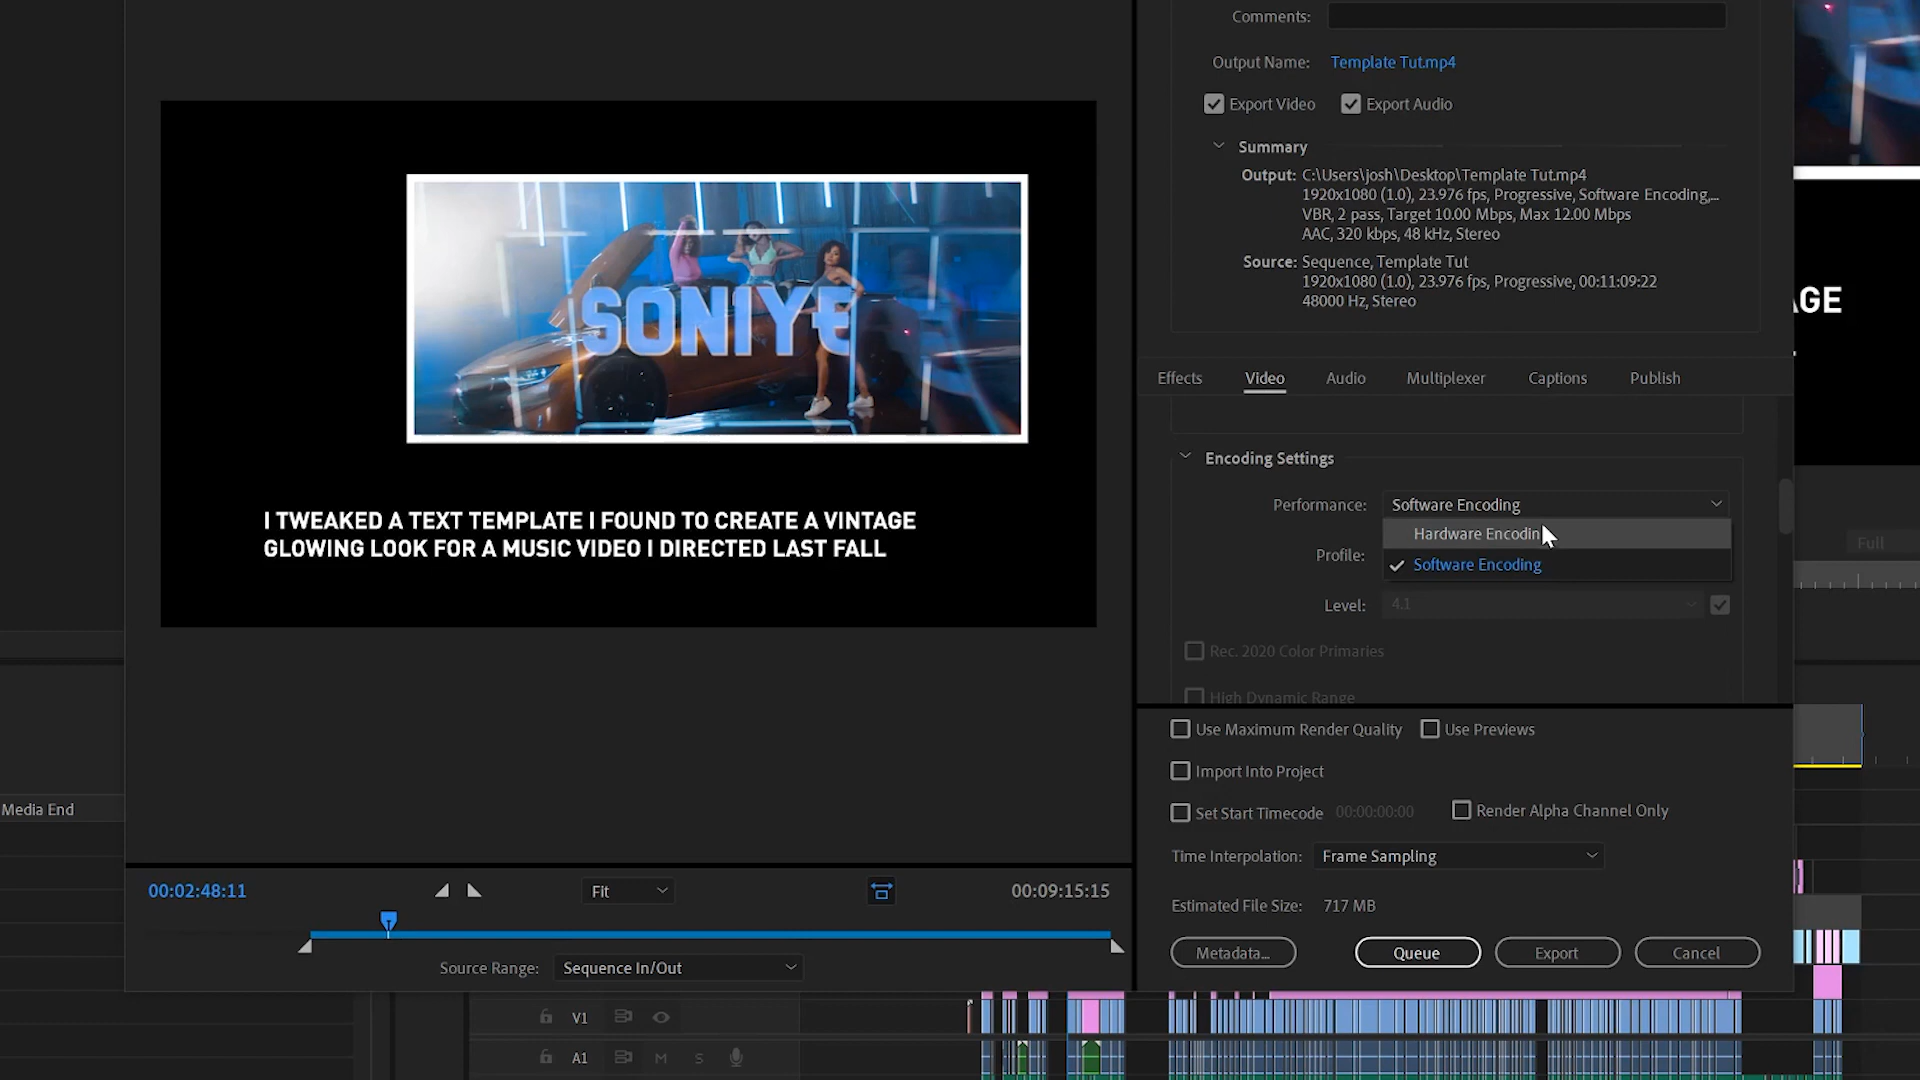 Comments:
Output Name: Template Tut.mp4
Export Video Export Audio
Summary
Output: C:\Users\josh\Desktop\Template Tut.mp4
1920x1080 (1.0), 23.976 fps, Progressive, Software Encoding,...
VBR, 2 pass, Target 10.00 Mbps, Max 12.00 Mbps
AAC, 320 kbps, 48 kHz, Stereo
Source: Sequence, Template Tut
1920x1080 (1.0), 23.976 fps, Progressive, 00:11:09:22
48000 Hz, Stereo
SONIYE
I TWEAKED A TEXT TEMPLATE I FOUND TO CREATE A VINTAGE
GLOWING LOOK FOR A MUSIC VIDEO I DIRECTED LAST FALL
AGE
Effects Video Audio Multiplexer Captions Publish
Encoding Settings
Performance: Software Encoding
Hardware Encodin
Profile:
Software Encoding
Level: 4.1
Full
Rec. 2020 Color Primaries
High Dynamic Range
Use Maximum Render Quality Use Previews
Import Into Project
Set Start Timecode 00:00:00:00 Render Alpha Channel Only
Time Interpolation: Frame Sampling
Estimated File Size: 717 MB
Metadata... Queue Export Cancel
Media End
00:02:48:11 Fit 00:09:15:15
Source Range: Sequence In/Out
V1
A1 M S